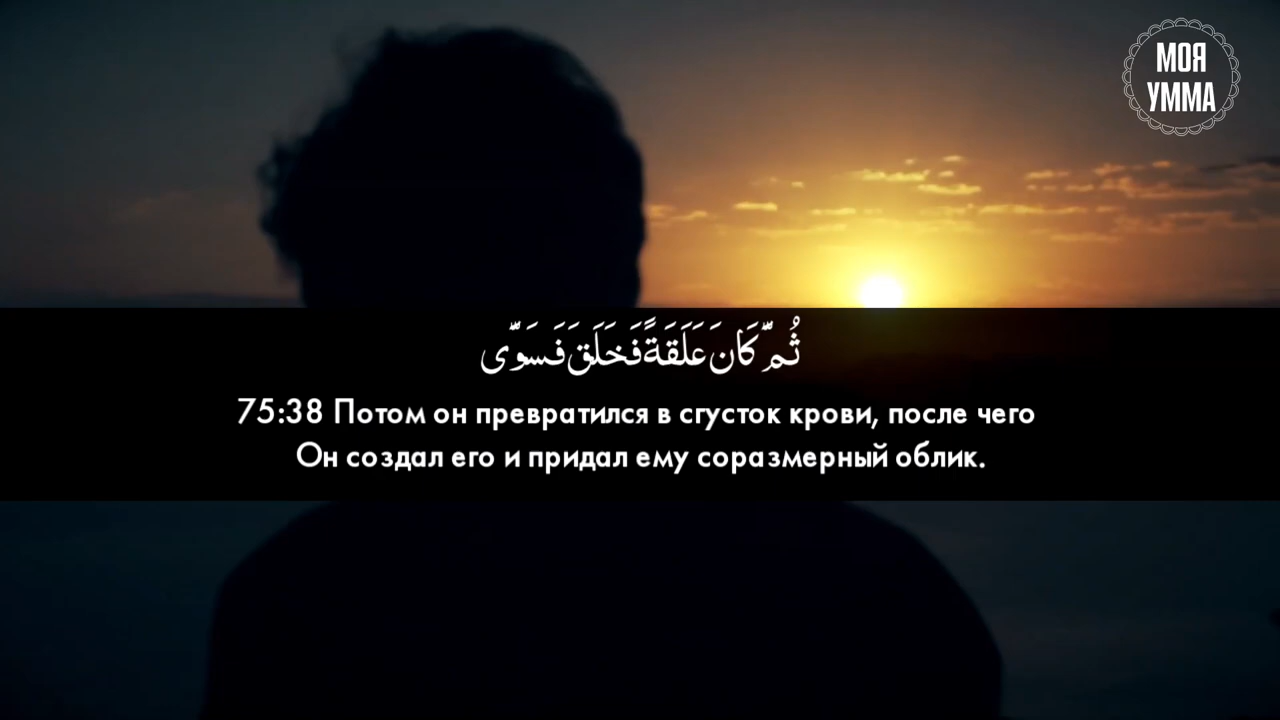 МОЯ
УММА
ثُمَّ كَانَ عَلَقَةً فَخَلَقَ فَسَوَّى
75:38 Потом он превратился в сгусток крови, после чего
Он создал его и придал ему соразмерный облик.